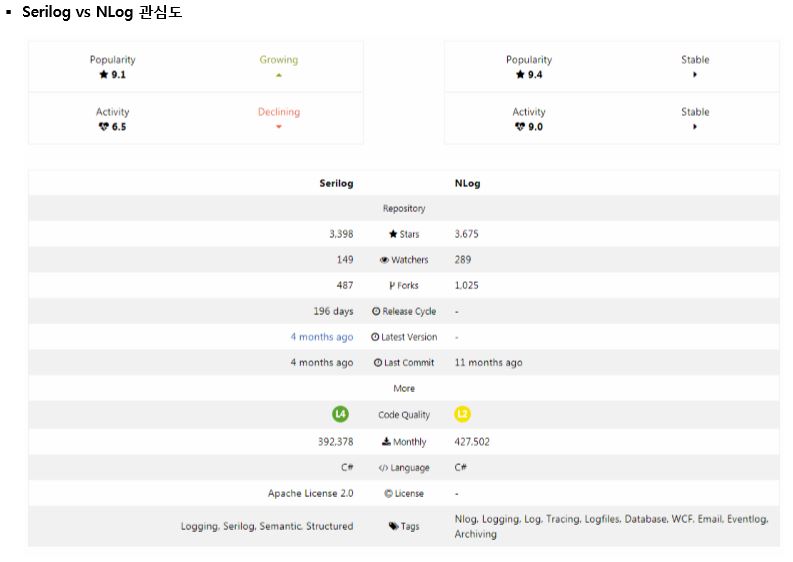 ▪ Serilog vs NLog 관심도
Popularity Growing Popularity Stable
9.1 9.4
Activity Declining Activity Stable
6.5 9.0
Serilog NLog
Repository
3,398 Stars 3,675
149 Watchers 289
487 Forks 1,025
196 days Release Cycle -
4 months ago Latest Version -
4 months ago Last Commit 11 months ago
More
L4 Code Quality L2
392,378 Monthly 427,502
C# </> Language C#
Apache License 2.0 © License -
Logging, Serilog, Semantic, Structured Tags Nlog, Logging, Log, Tracing, Logfiles, Database, WCF, Email, Eventlog,
Archiving